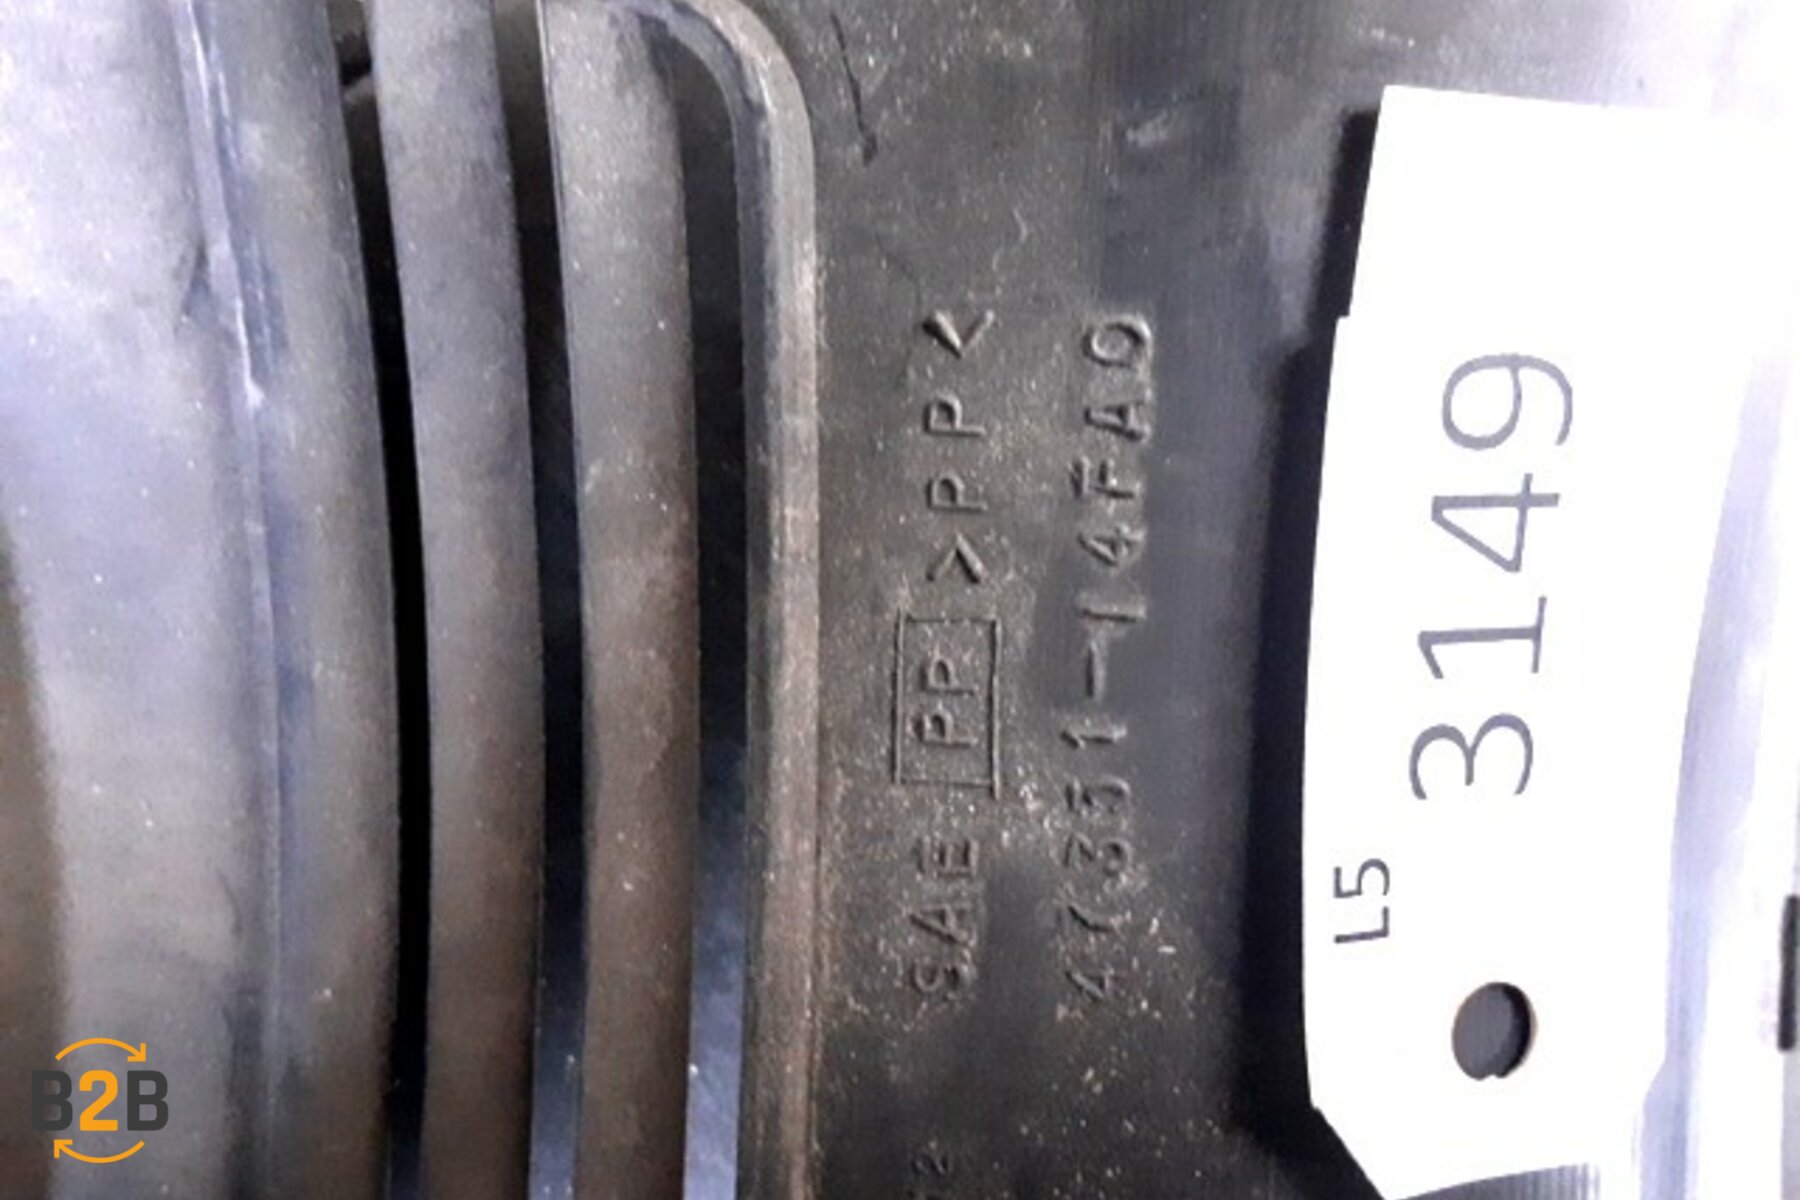 SAE PP >PP<
47351-14FA0
L5 3149
B2B